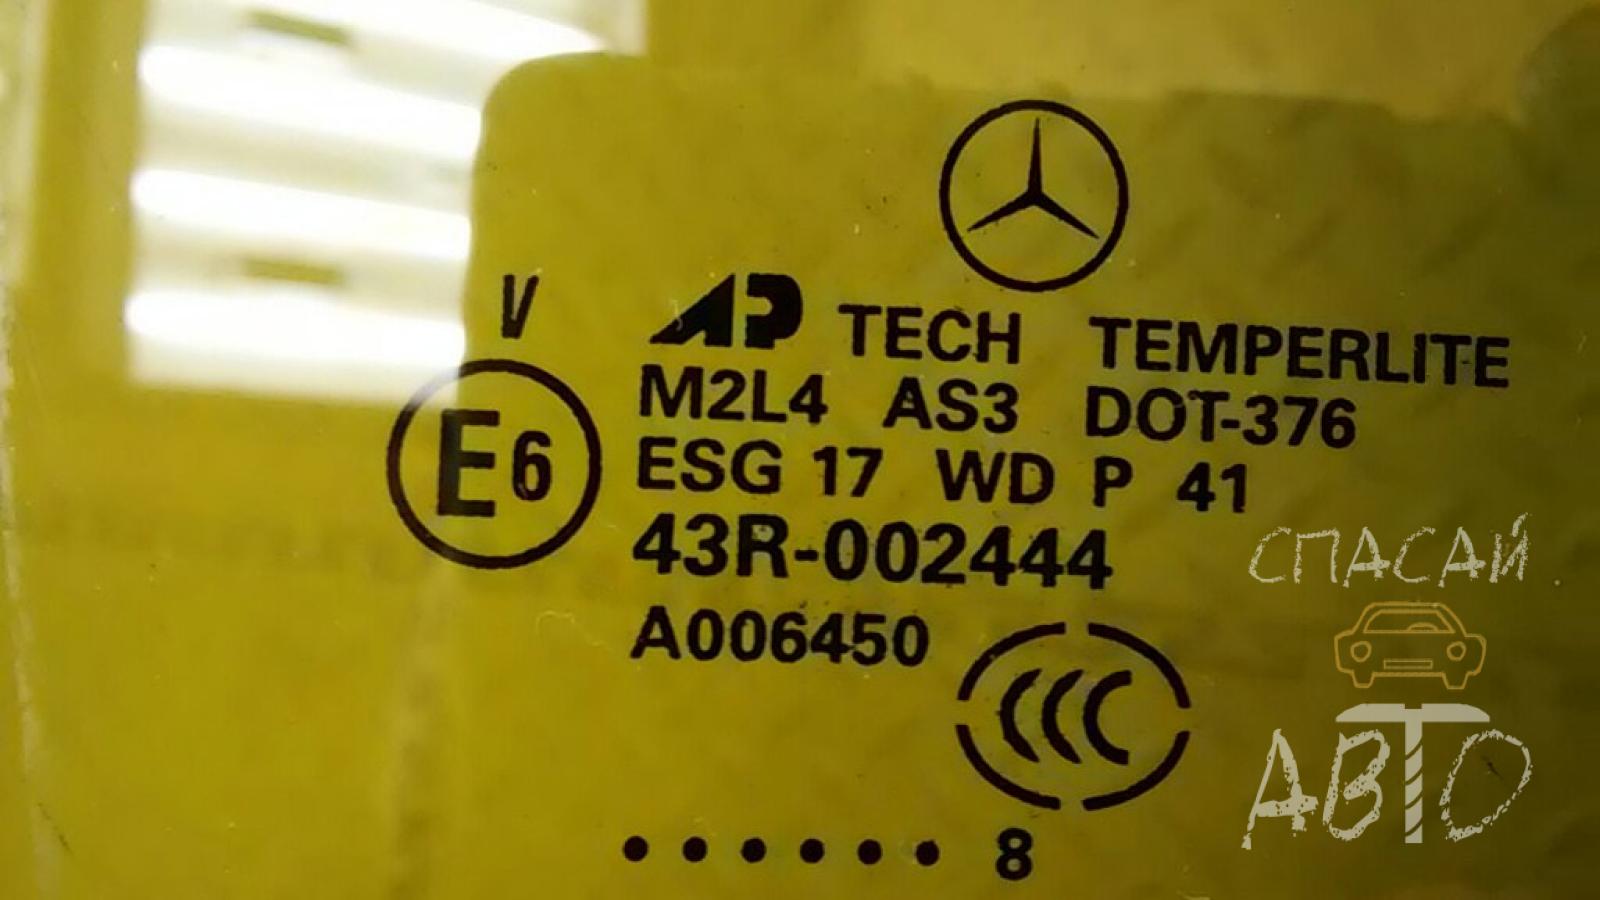 V
AP TECH TEMPERLITE
M2L4 AS3 DOT-376
E6
ESG 17 WD P 41
43R-002444
A006450
CCC
...... 8
СПАСАЙ
АВТО